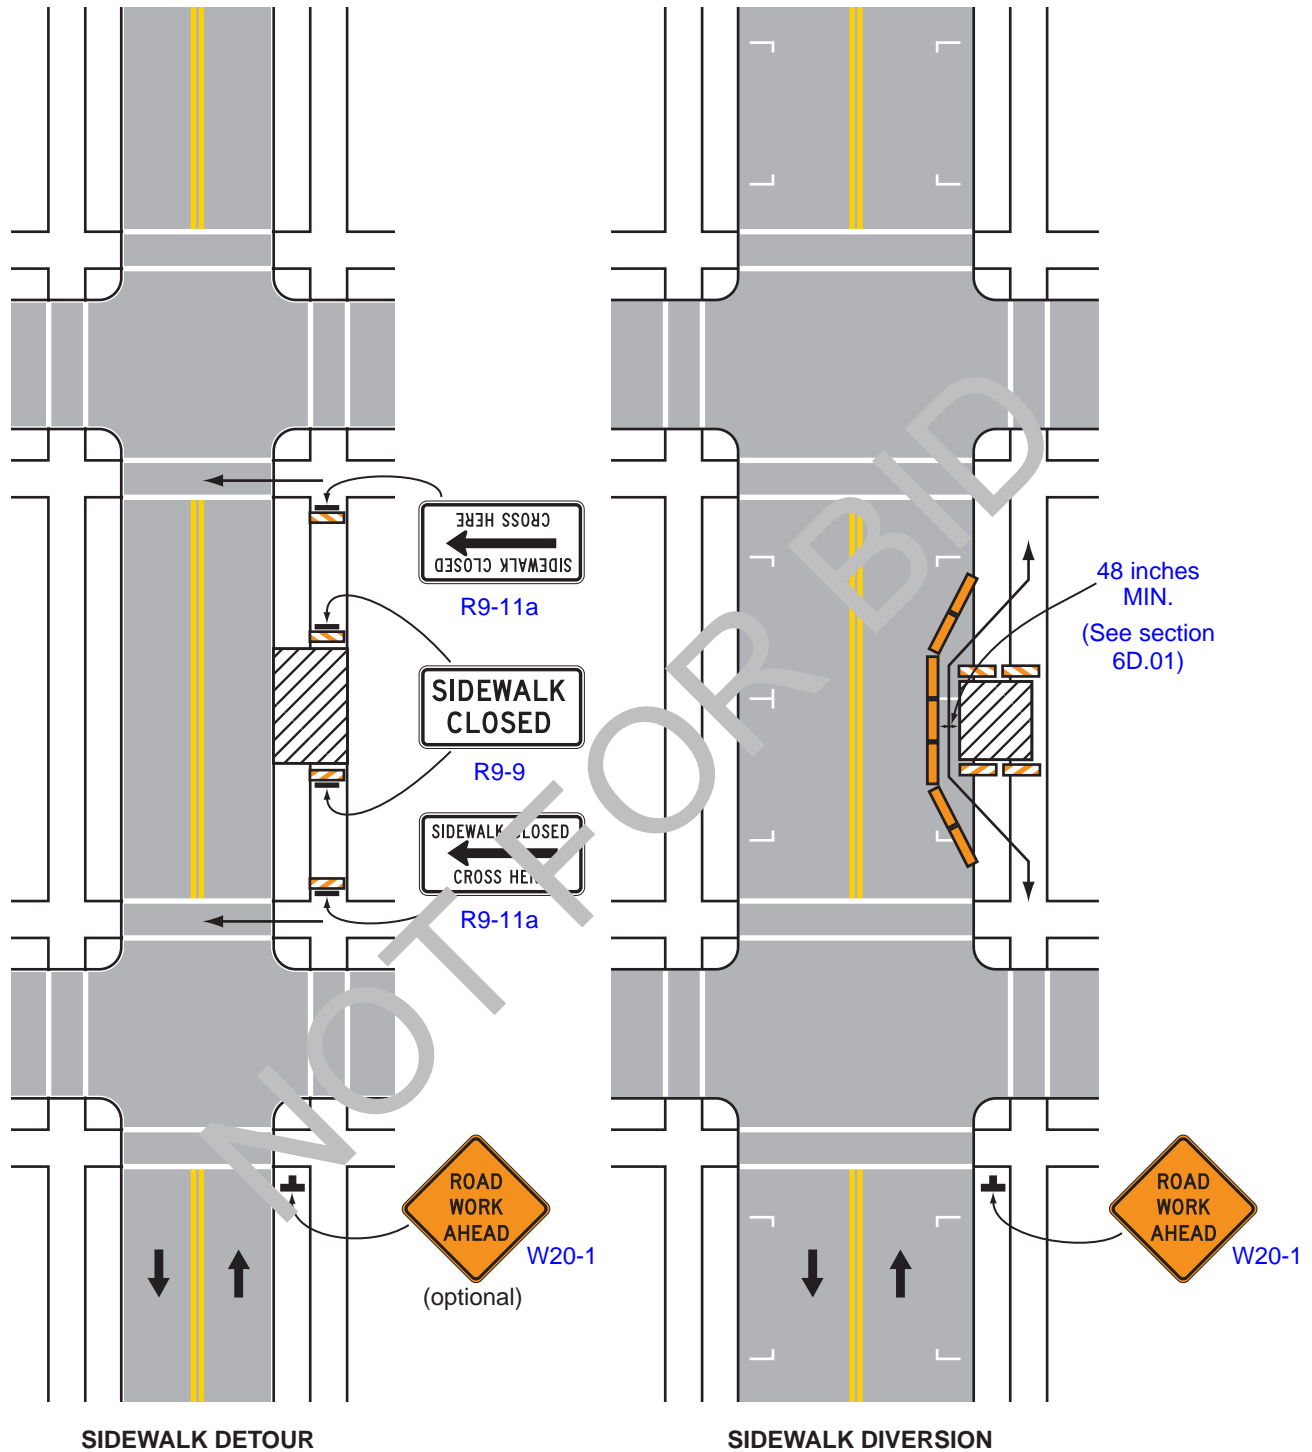 CROSS HERE
SIDEWALK CLOSED
R9-11a
SIDEWALK
CLOSED
R9-9
SIDEWALK CLOSED
CROSS HERE
R9-11a
ROAD
WORK
AHEAD
W20-1
(optional)
SIDEWALK DETOUR
48 inches
MIN.
(See section
6D.01)
ROAD
WORK
AHEAD
W20-1
SIDEWALK DIVERSION
NOT FOR BID